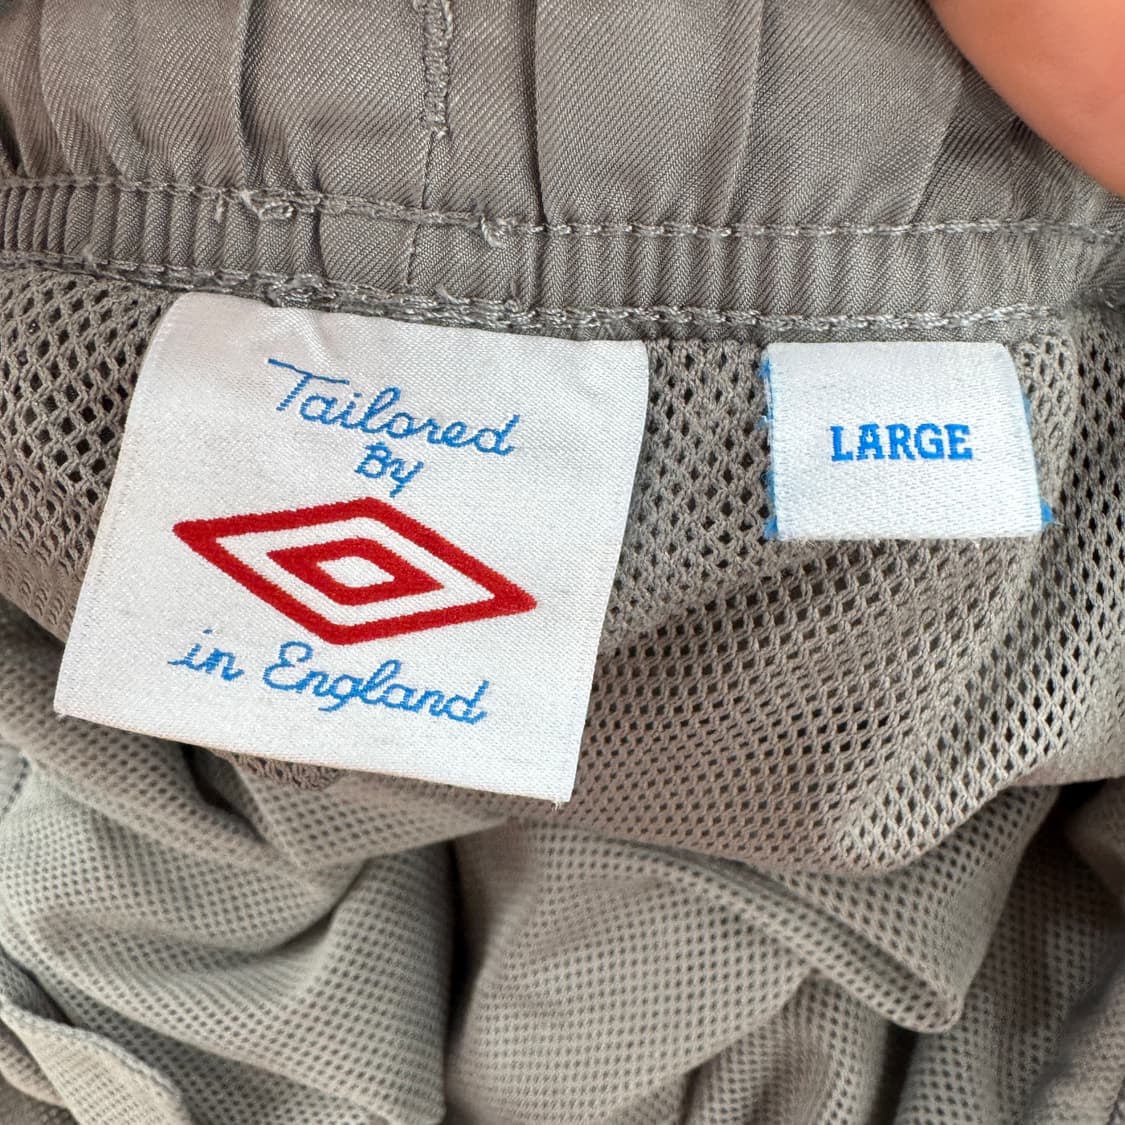 Tailored
By
in England
LARGE